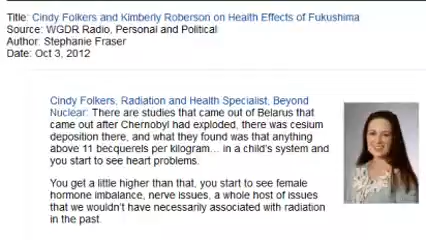 Title: Cindy Folkers and Kimberly Roberson on Health Effects of Fukushima
Source: WGDR Radio, Personal and Political
Author: Stephanie Fraser
Date: Oct 3, 2012
Cindy Folkers, Radiation and Health Specialist, Beyond
Nuclear: There are studies that came out of Belarus that
came out after Chernobyl had exploded, there was cesium
deposition there, and what they found was that anything
above 11 becquerels per kilogram… in a child's system and
you start to see heart problems.
You get a little higher than that, you start to see female
hormone imbalance, nerve issues, a whole host of issues
that we wouldn't have necessarily associated with radiation
in the past.